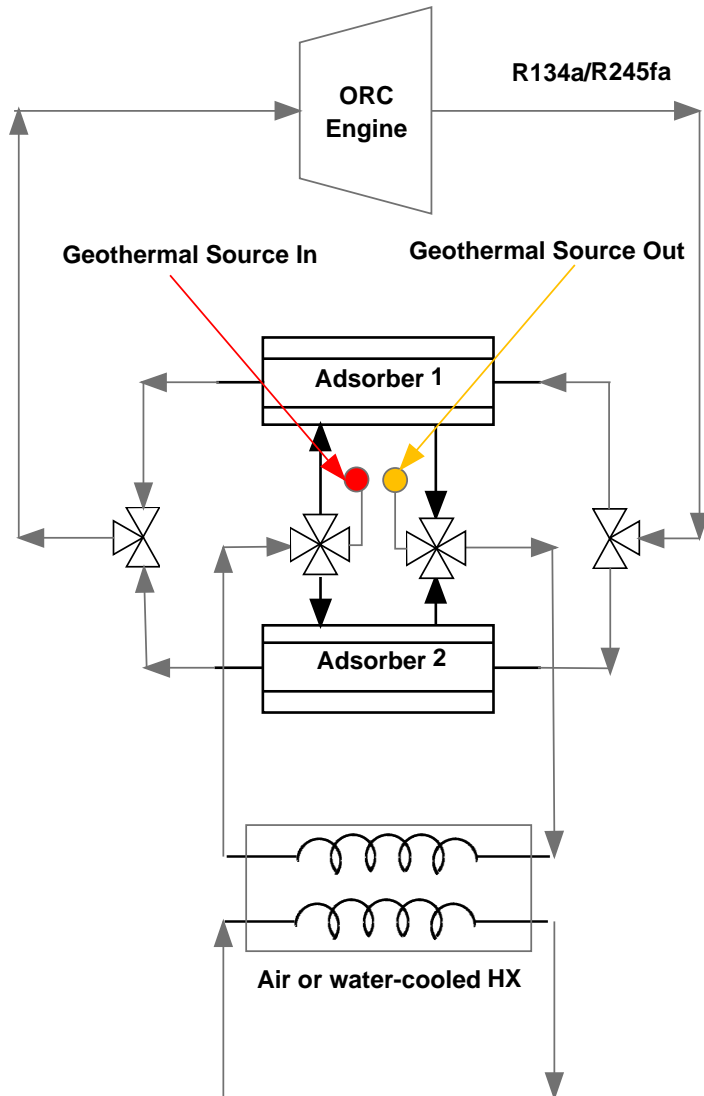 R134a/R245fa
ORC
Engine
Geothermal Source In
Geothermal Source Out
Adsorber 1
Adsorber 2
Air or water-cooled HX